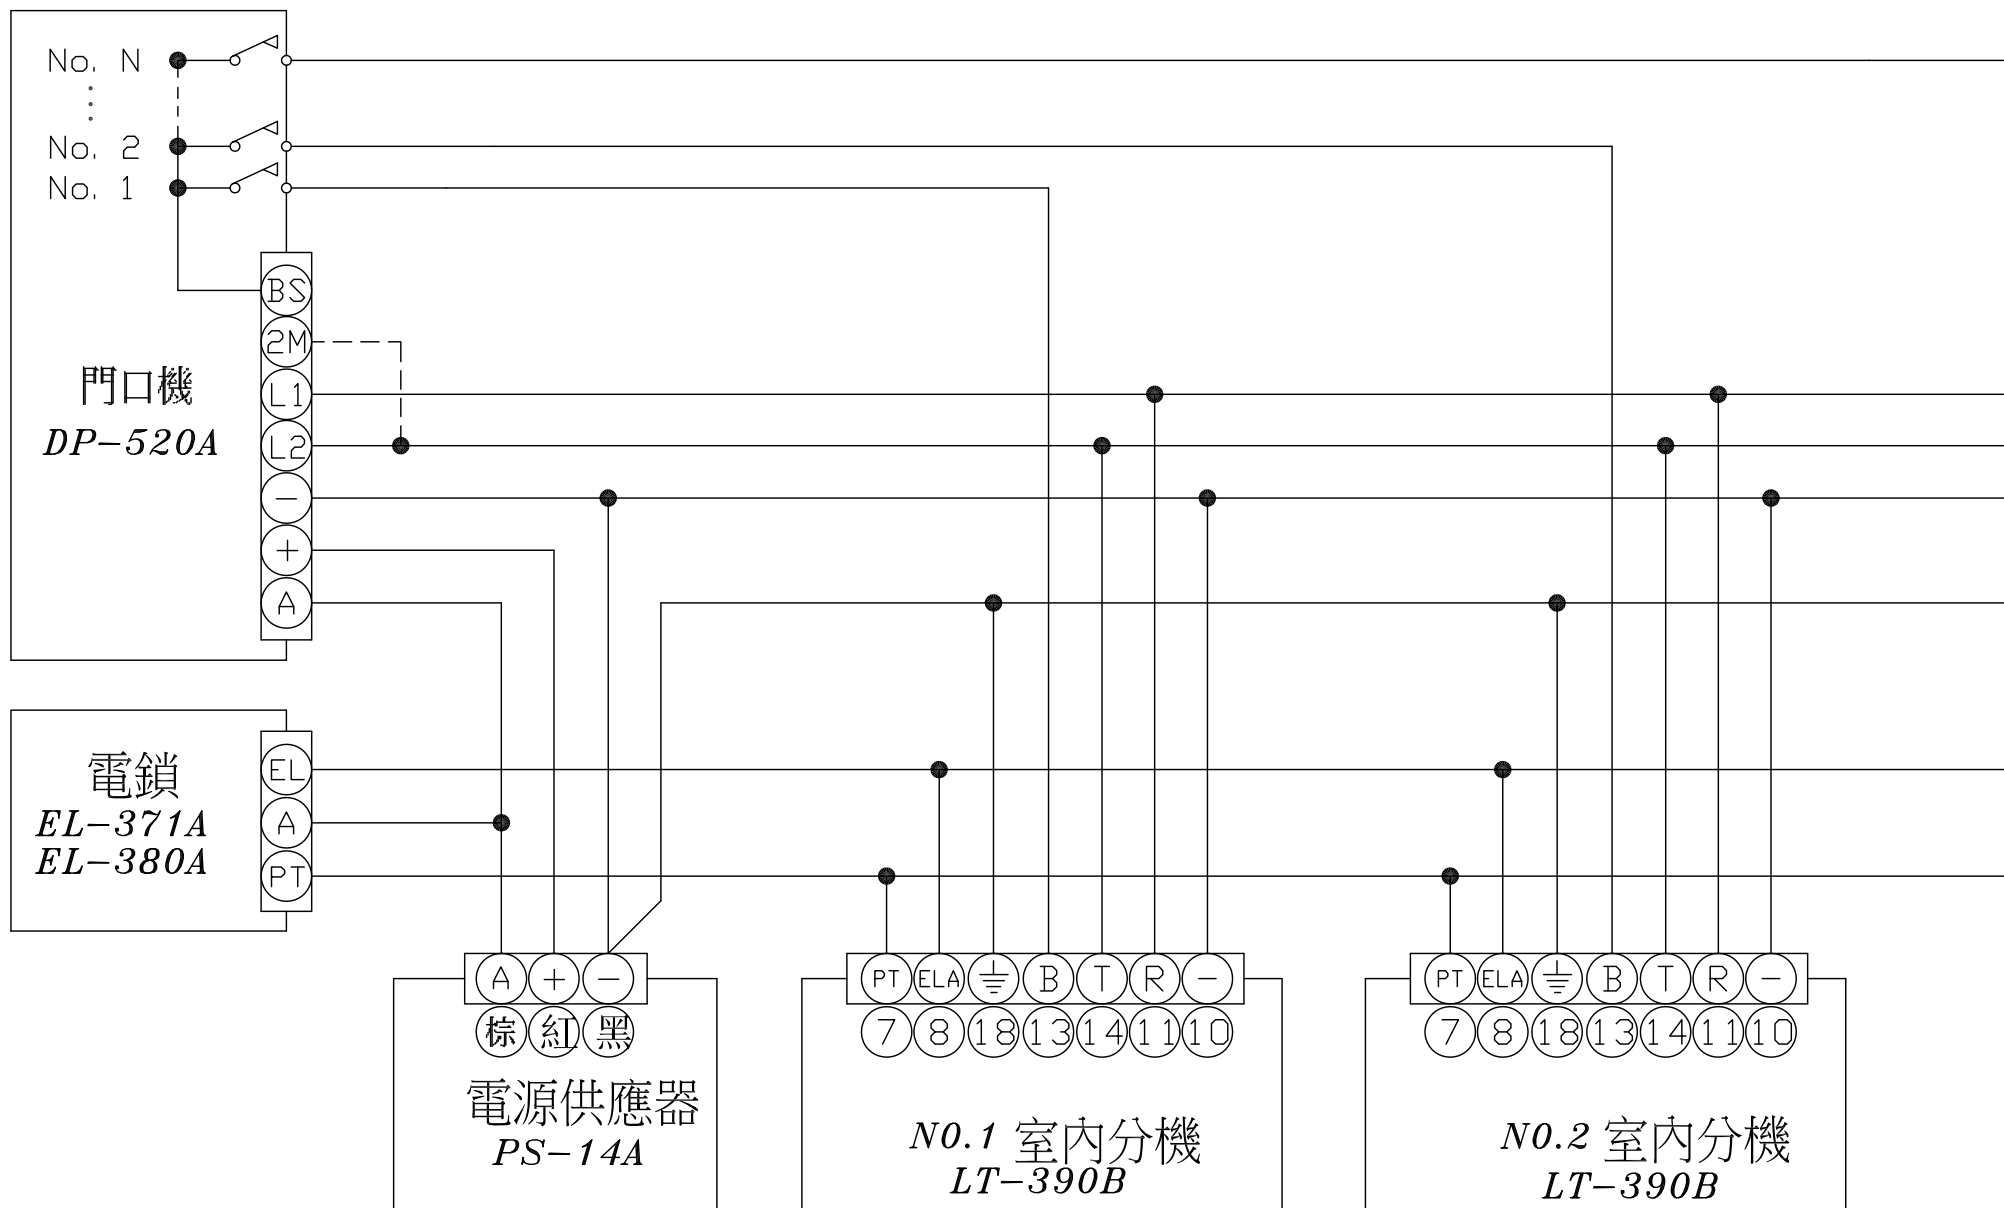 No. N
No. 2
No. 1
BS
2M
門口機
L1
DP-520A
L2
−
+
A
電鎖
EL
EL-371A
A
EL-380A
PT
A + −
棕 紅 黑
電源供應器
PS-14A
PT ELA B T R −
7 8 18 13 14 11 10
NO.1 室內分機
LT-390B
PT ELA B T R −
7 8 18 13 14 11 10
NO.2 室內分機
LT-390B